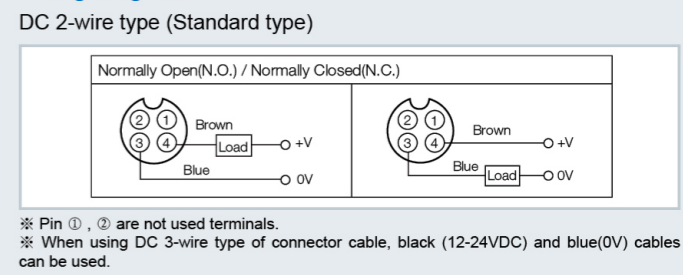 DC 2-wire type (Standard type)
Normally Open(N.O.) / Normally Closed(N.C.)
② ①
③ ④
Brown
Load
+V
Blue
0V
② ①
③ ④
Brown
+V
Blue
Load
0V
※ Pin ① , ② are not used terminals.
※ When using DC 3-wire type of connector cable, black (12-24VDC) and blue(0V) cables
can be used.